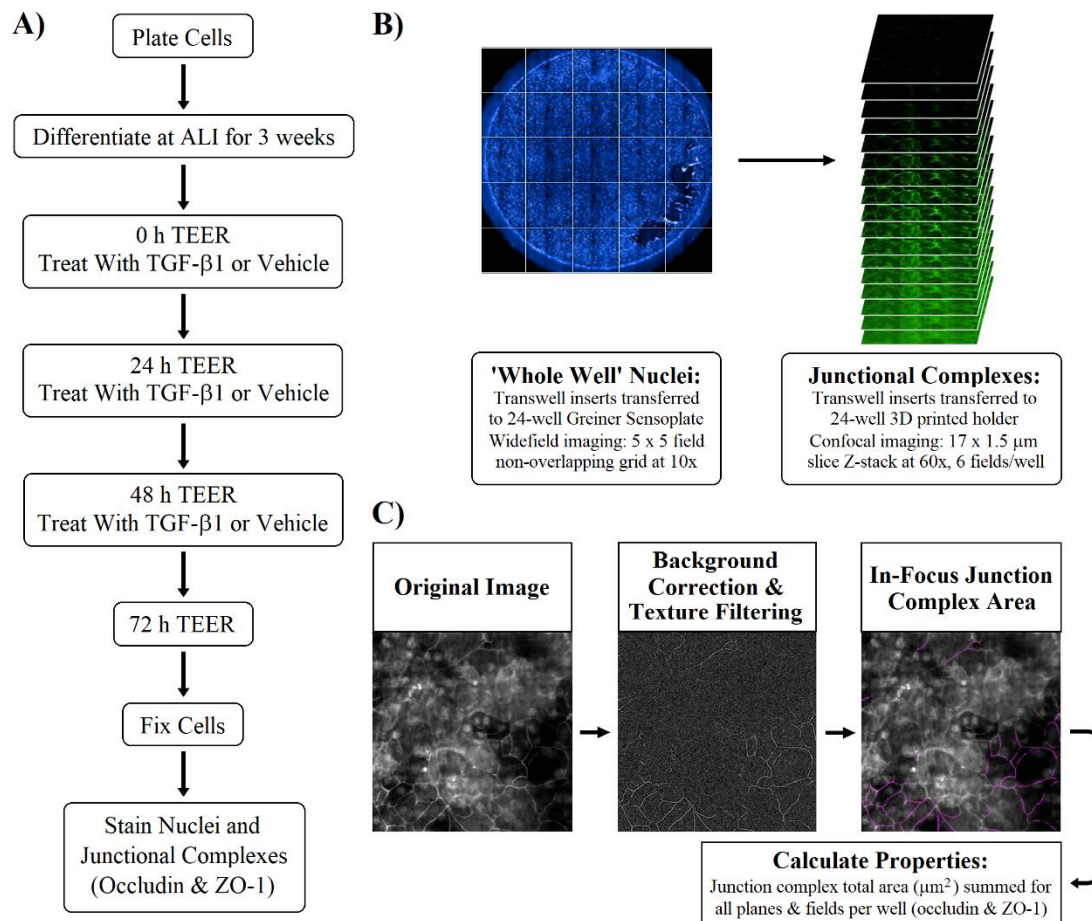 A)
Plate Cells
Differentiate at ALI for 3 weeks
0 h TEER
Treat With TGF-β1 or Vehicle
24 h TEER
Treat With TGF-β1 or Vehicle
48 h TEER
Treat With TGF-β1 or Vehicle
72 h TEER
Fix Cells
Stain Nuclei and
Junctional Complexes
(Occludin & ZO-1)
B)
'Whole Well' Nuclei:
Transwell inserts transferred
to 24-well Greiner Sensoplate
Widefield imaging: 5 x 5 field
non-overlapping grid at 10x
Junctional Complexes:
Transwell inserts transferred to
24-well 3D printed holder
Confocal imaging: 17 x 1.5 μm
slice Z-stack at 60x, 6 fields/well
C)
Original Image
Background
Correction &
Texture Filtering
In-Focus Junction
Complex Area
Calculate Properties:
Junction complex total area (μm²) summed for
all planes & fields per well (occludin & ZO-1)